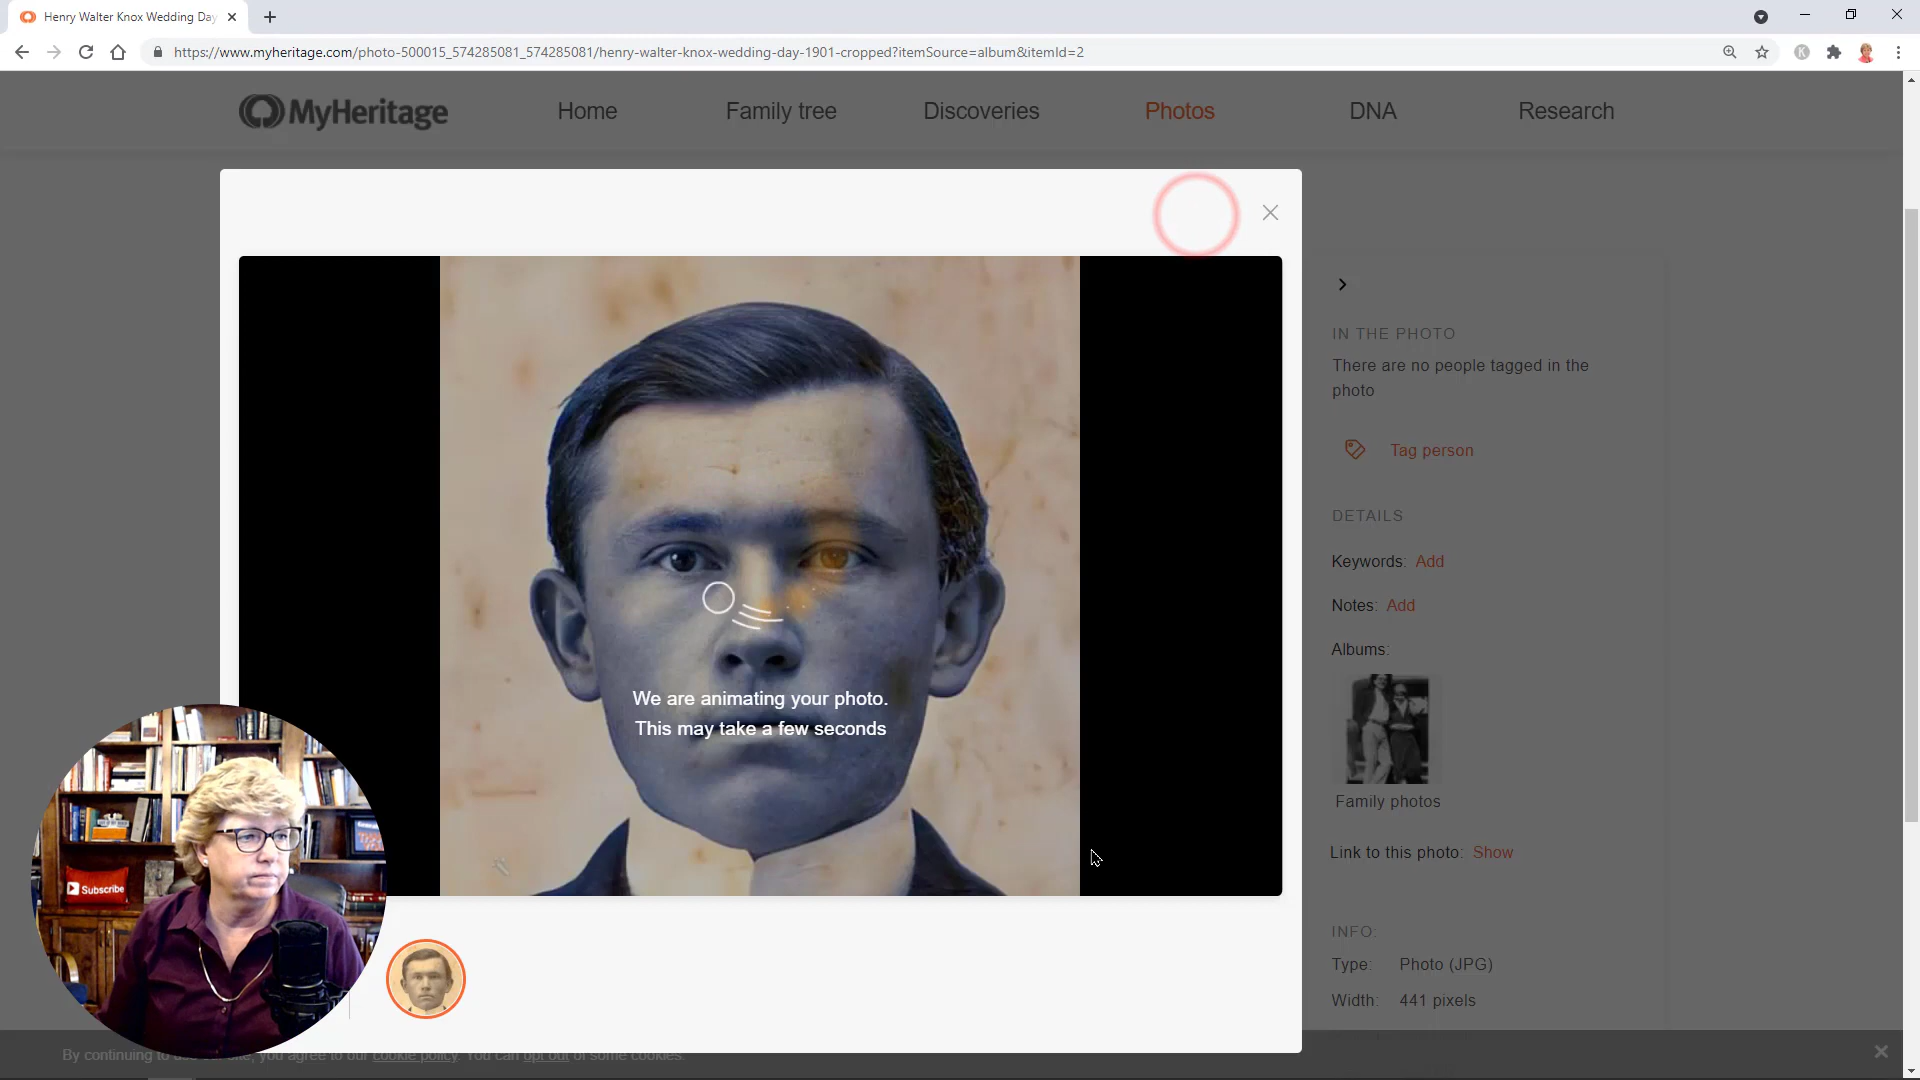 Henry Walter Knox Wedding Day
https://www.myheritage.com/photo-500015_574285081_574285081/henry-walter-knox-wedding-day-1901-cropped?itemSource=album&itemId=2
K
MyHeritage
Home
Family tree
Discoveries
Photos
DNA
Research
IN THE PHOTO
There are no people tagged in the
photo
Tag person
DETAILS
Keywords: Add
Notes: Add
Albums:
Family photos
Link to this photo: Show
INFO:
Type: Photo (JPG)
Width: 441 pixels
We are animating your photo.
This may take a few seconds
Subscribe
By continuing to you agree to our cookie policy. You can opt out of some cookies.